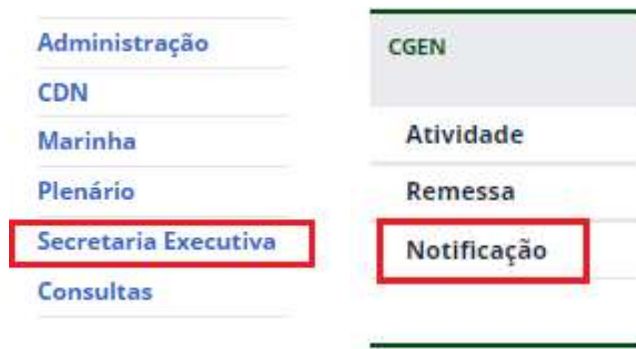 Administração
CDN
Marinha
Plenário
Secretaria Executiva
Consultas
CGEN
Atividade
Remessa
Notificação